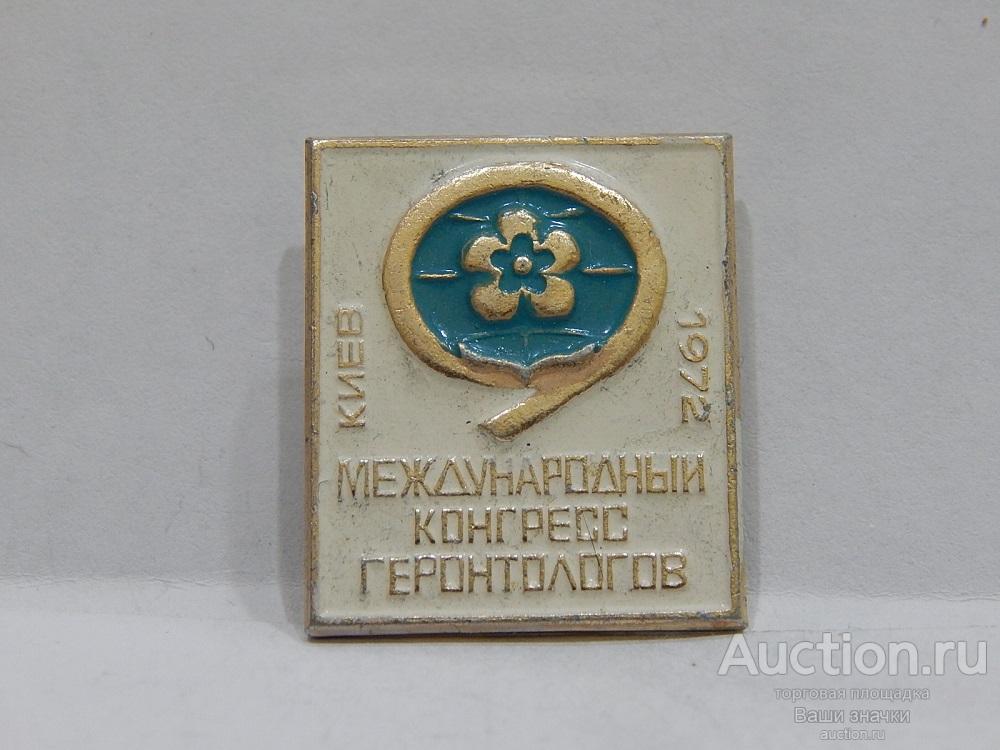 КИЕВ
1972
МЕЖДУНАРОДНЫЙ
КОНГРЕСС
ГЕРОНТОЛОГОВ
Auction.ru
торговая площадка
Ваши значки
auction.ru